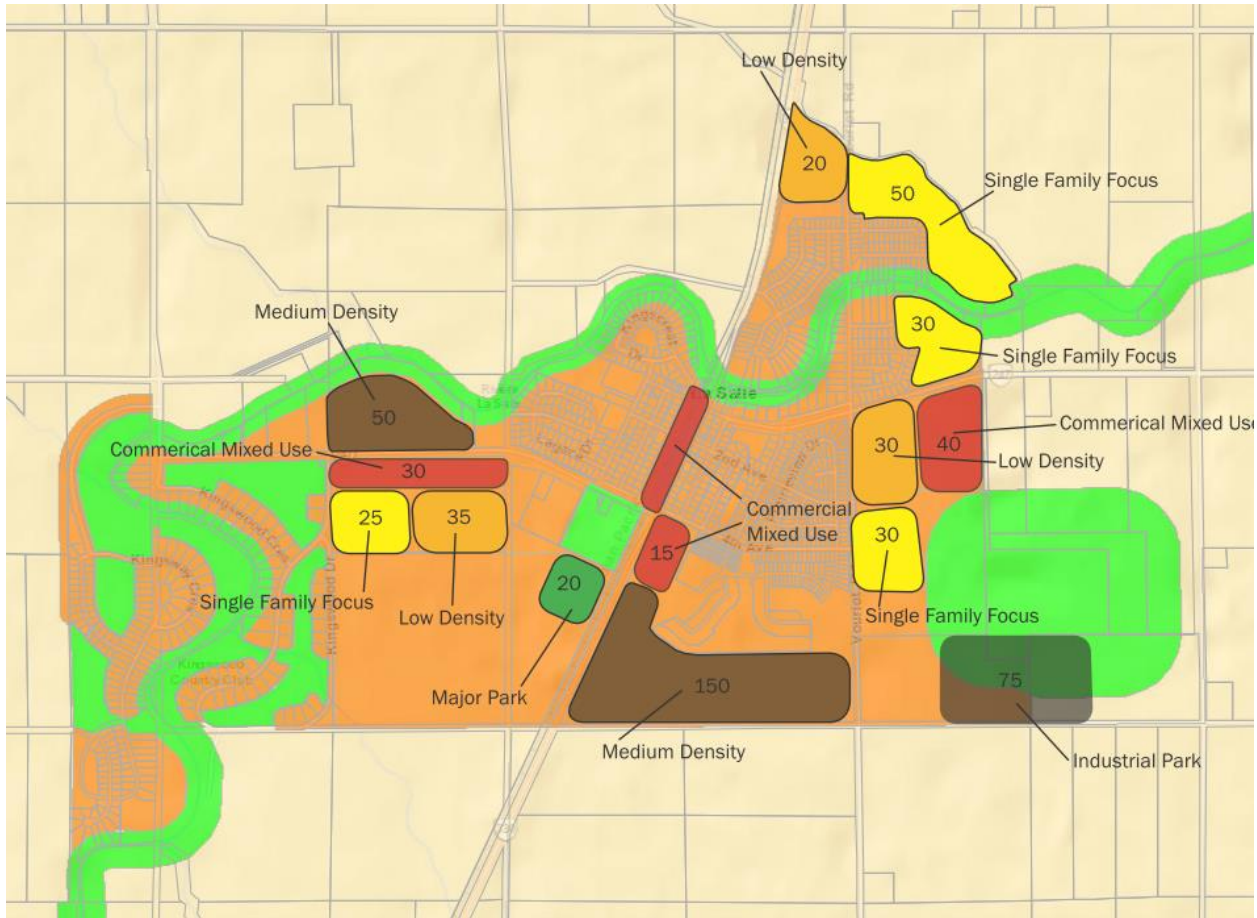 Low Density
20
50
Single Family Focus
Medium Density
30
Single Family Focus
50
La Salle
Commerical Mixed Use
30
40
Commerical Mixed Use
30
Low Density
2nd Ave
Commercial
Mixed Use
25
35
15
30
Kingswood Dr
20
Single Family Focus
Low Density
Single Family Focus
Major Park
150
75
Medium Density
Industrial Park